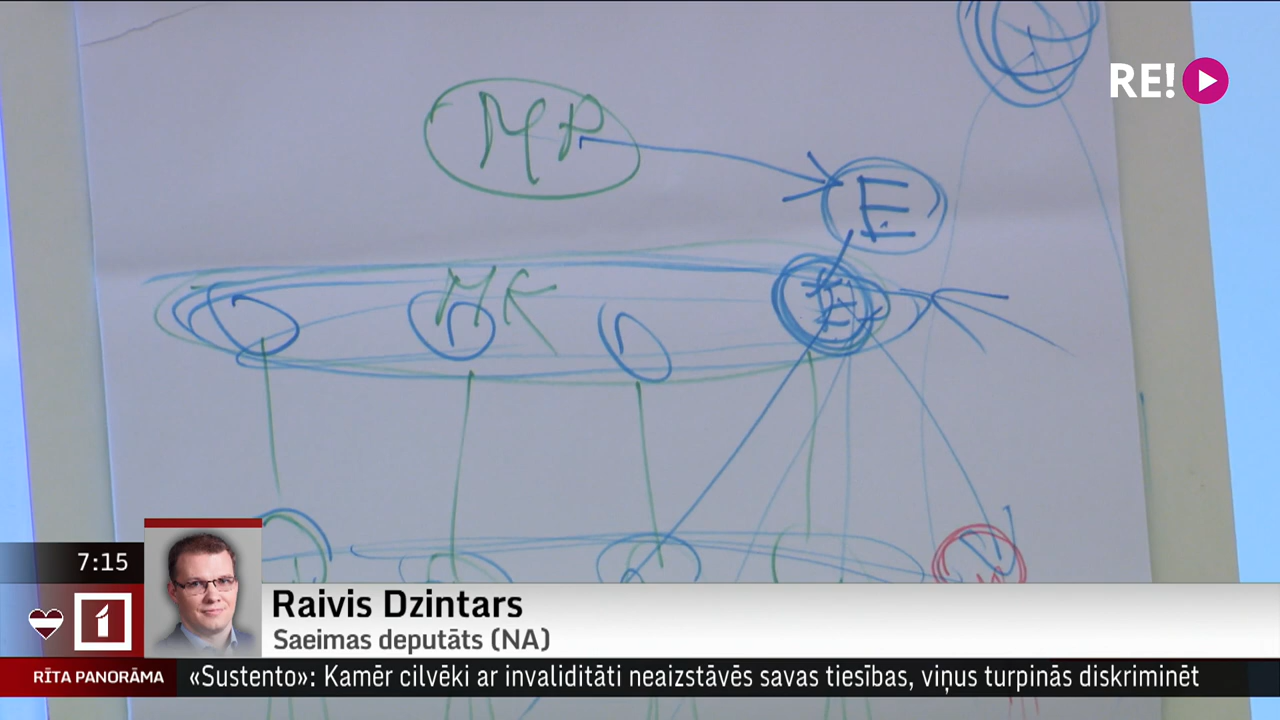 RE!
MP
E
MK
7:15
1
Raivis Dzintars
Saeimas deputāts (NA)
RĪTA PANORĀMA
«Sustento»: Kamēr cilvēki ar invaliditāti neaizstāvēs savas tiesības, viņus turpinās diskriminēt